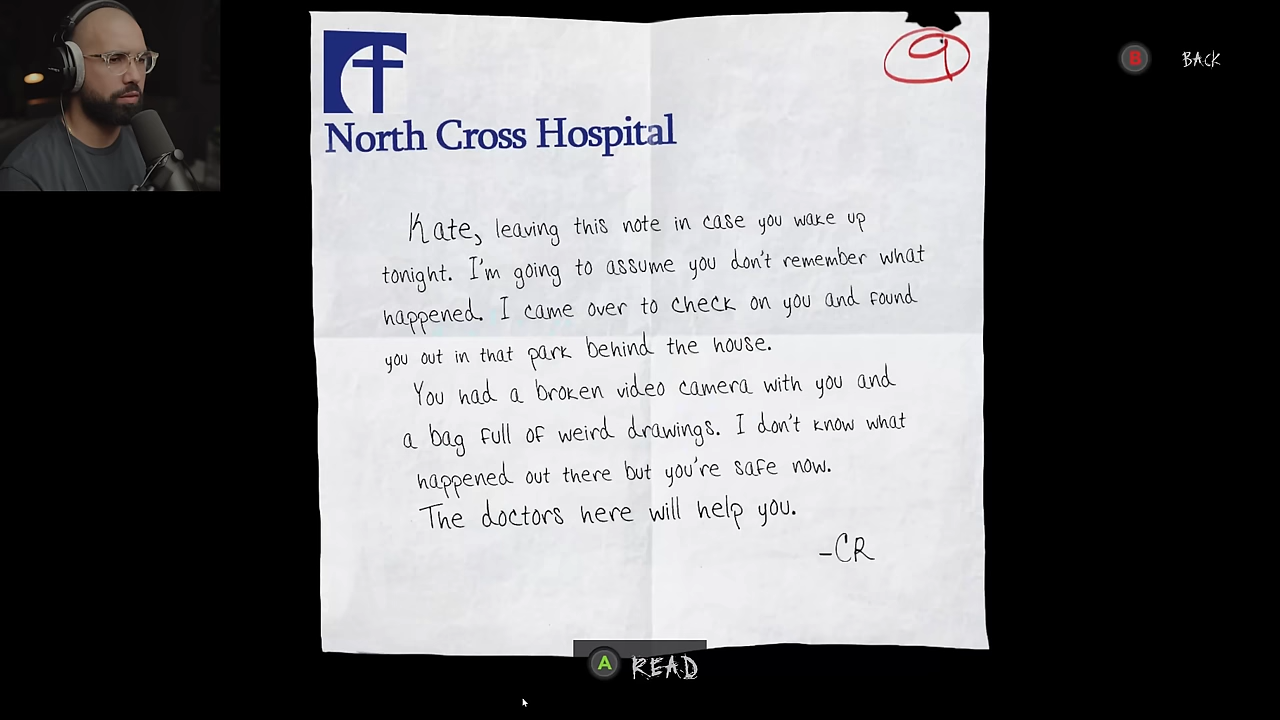 9
B BACK
North Cross Hospital
Kate, leaving this note in case you wake up
tonight. I'm going to assume you don't remember what
happened. I came over to check on you and found
you out in that park behind the house.
You had a broken video camera with you and
a bag full of weird drawings. I don't know what
happened out there but you're safe now.
The doctors here will help you.
-CR
A READ